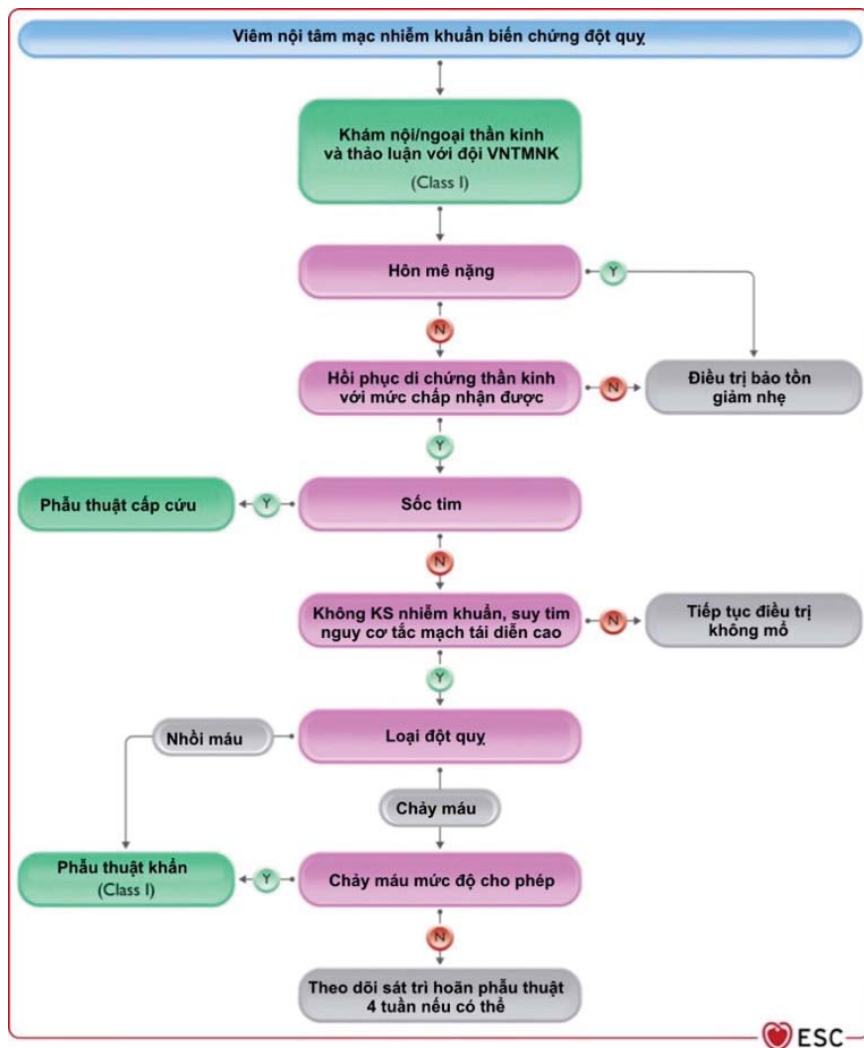 Viêm nội tâm mạc nhiễm khuẩn biến chứng đột quỵ
Khám nội/ngoại thần kinh
và thảo luận với đội VNTMNK
(Class I)
Hôn mê nặng
Y
N
Hồi phục di chứng thần kinh
với mức chấp nhận được
N
Điều trị bảo tồn
giảm nhẹ
Y
Phẫu thuật cấp cứu
Y
Sốc tim
N
Không KS nhiễm khuẩn, suy tim
nguy cơ tắc mạch tái diễn cao
N
Tiếp tục điều trị
không mổ
Y
Nhồi máu
Loại đột quỵ
Chảy máu
Phẫu thuật khẩn
(Class I)
Y
Chảy máu mức độ cho phép
N
Theo dõi sát trì hoãn phẫu thuật
4 tuần nếu có thể
ESC